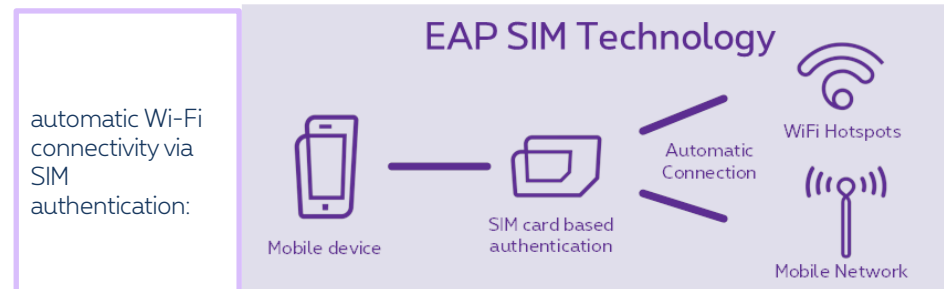 automatic Wi-Fi
connectivity via
SIM
authentication:
EAP SIM Technology
Mobile device
SIM card based
authentication
Automatic
Connection
WiFi Hotspots
Mobile Network